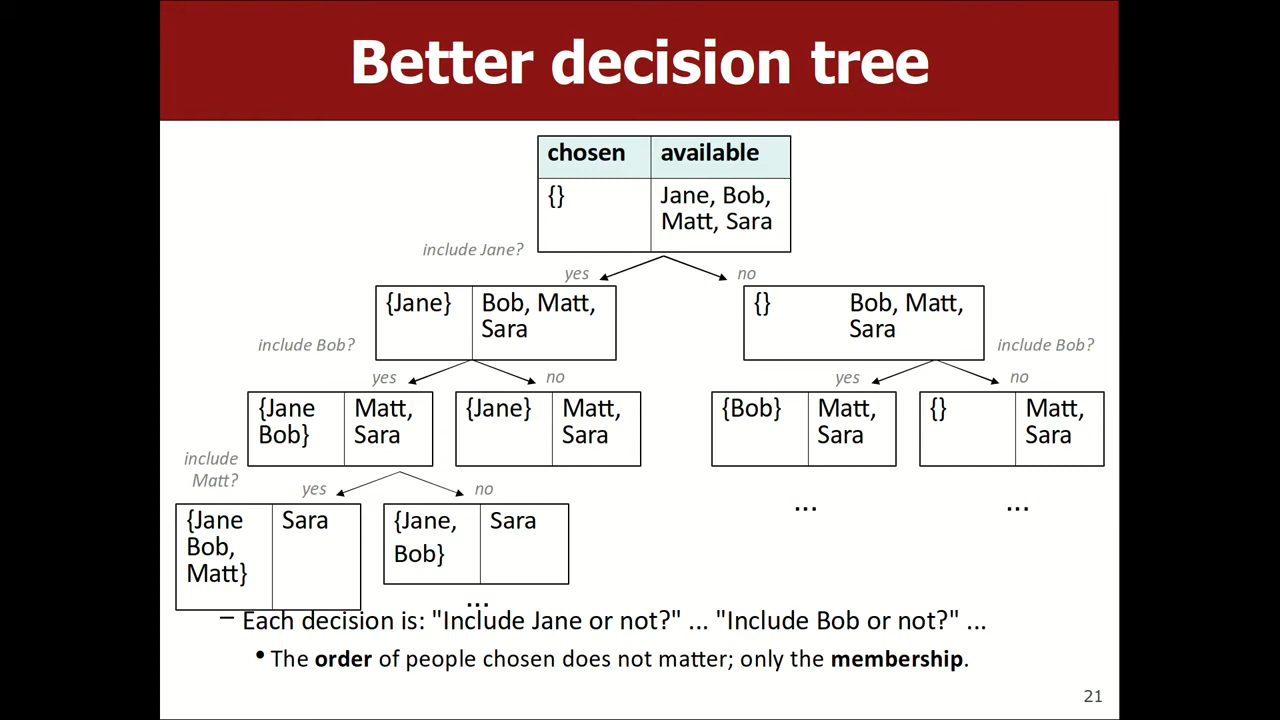 Better decision tree
chosen available
{} Jane, Bob,
Matt, Sara
include Jane?
yes no
{Jane} Bob, Matt,
Sara
{} Bob, Matt,
Sara
include Bob?
include Bob?
yes no
yes no
{Jane Matt,
Bob} Sara
{Jane} Matt,
Sara
{Bob} Matt,
Sara
{} Matt,
Sara
include
Matt?
yes no
... ...
{Jane Sara
Bob,
Matt}
{Jane, Sara
Bob}
...
– Each decision is: "Include Jane or not?" ... "Include Bob or not?" ...
• The order of people chosen does not matter; only the membership.
21